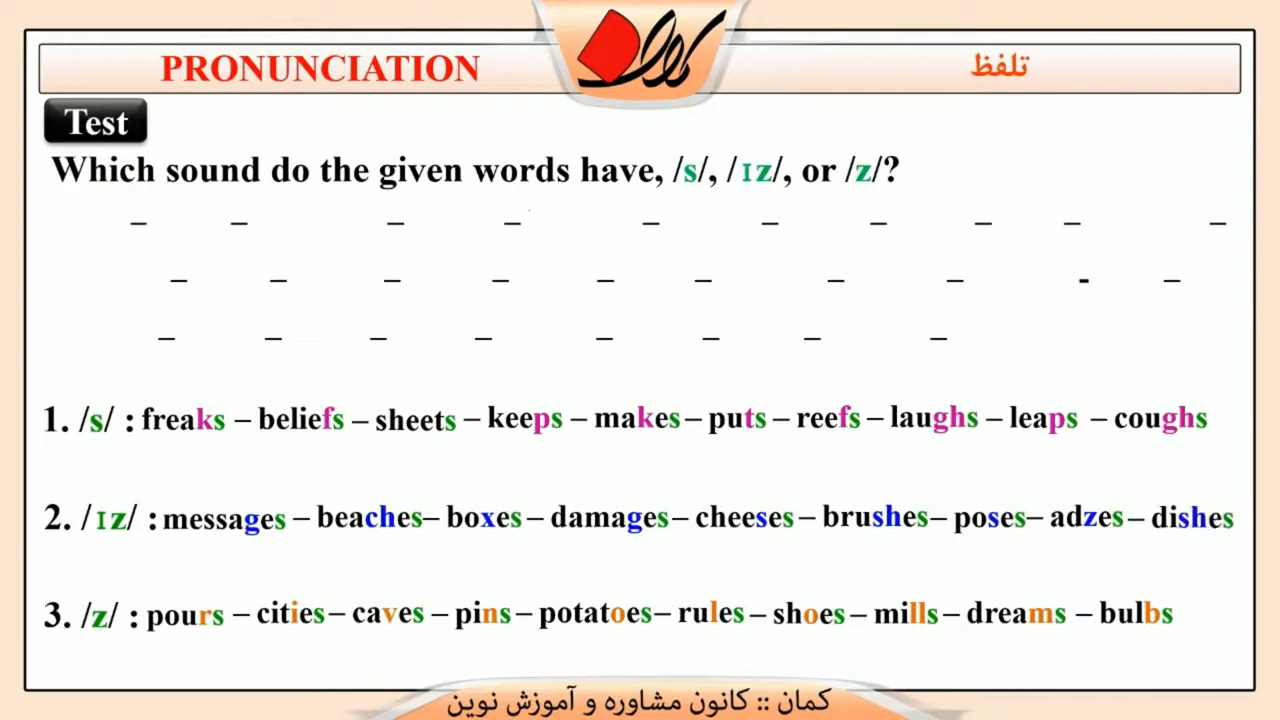 PRONUNCIATION
کمان
تلفظ
Test
Which sound do the given words have, /s/, /ɪz/, or /z/?
– – – – – – – – – –
– – – – – – – – - –
– – – – – – – –
1. /s/ : freaks – beliefs – sheets – keeps – makes – puts – reefs – laughs – leaps – coughs
2. /ɪz/ : messages – beaches– boxes – damages – cheeses – brushes– poses– adzes – dishes
3. /z/ : pours – cities – caves – pins – potatoes– rules – shoes – mills – dreams – bulbs
کمان :: کانون مشاوره و آموزش نوین